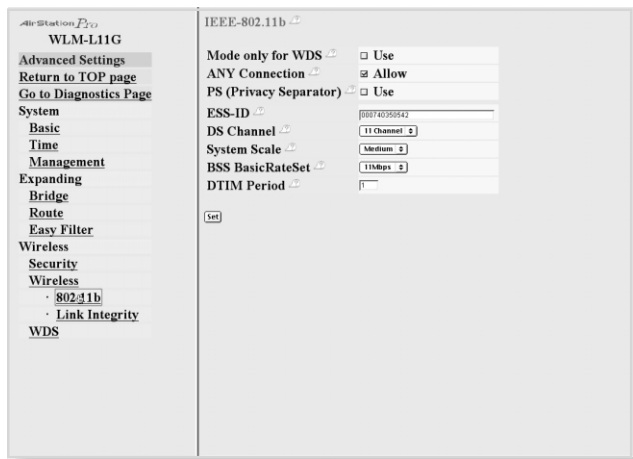 AirStation Pro
WLM-L11G
Advanced Settings
Return to TOP page
Go to Diagnostics Page
System
Basic
Time
Management
Expanding
Bridge
Route
Easy Filter
Wireless
Security
Wireless
· 802.11b
· Link Integrity
WDS
IEEE-802.11b
Mode only for WDS Use
ANY Connection Allow
PS (Privacy Separator) Use
ESS-ID 000740350542
DS Channel 11 Channel
System Scale Medium
BSS BasicRateSet 11Mbps
DTIM Period 1
Set